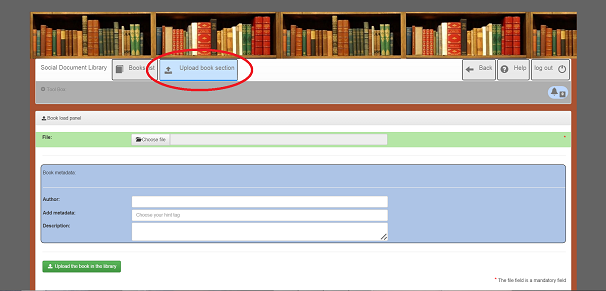 Social Document Library Books list Upload book section Back Help log out
Book load panel
File: Choose file *
Book metadata:
Author:
Add metadata: Choose your hint tag
Description:
Upload the book in the library
* The file field is a mandatory field